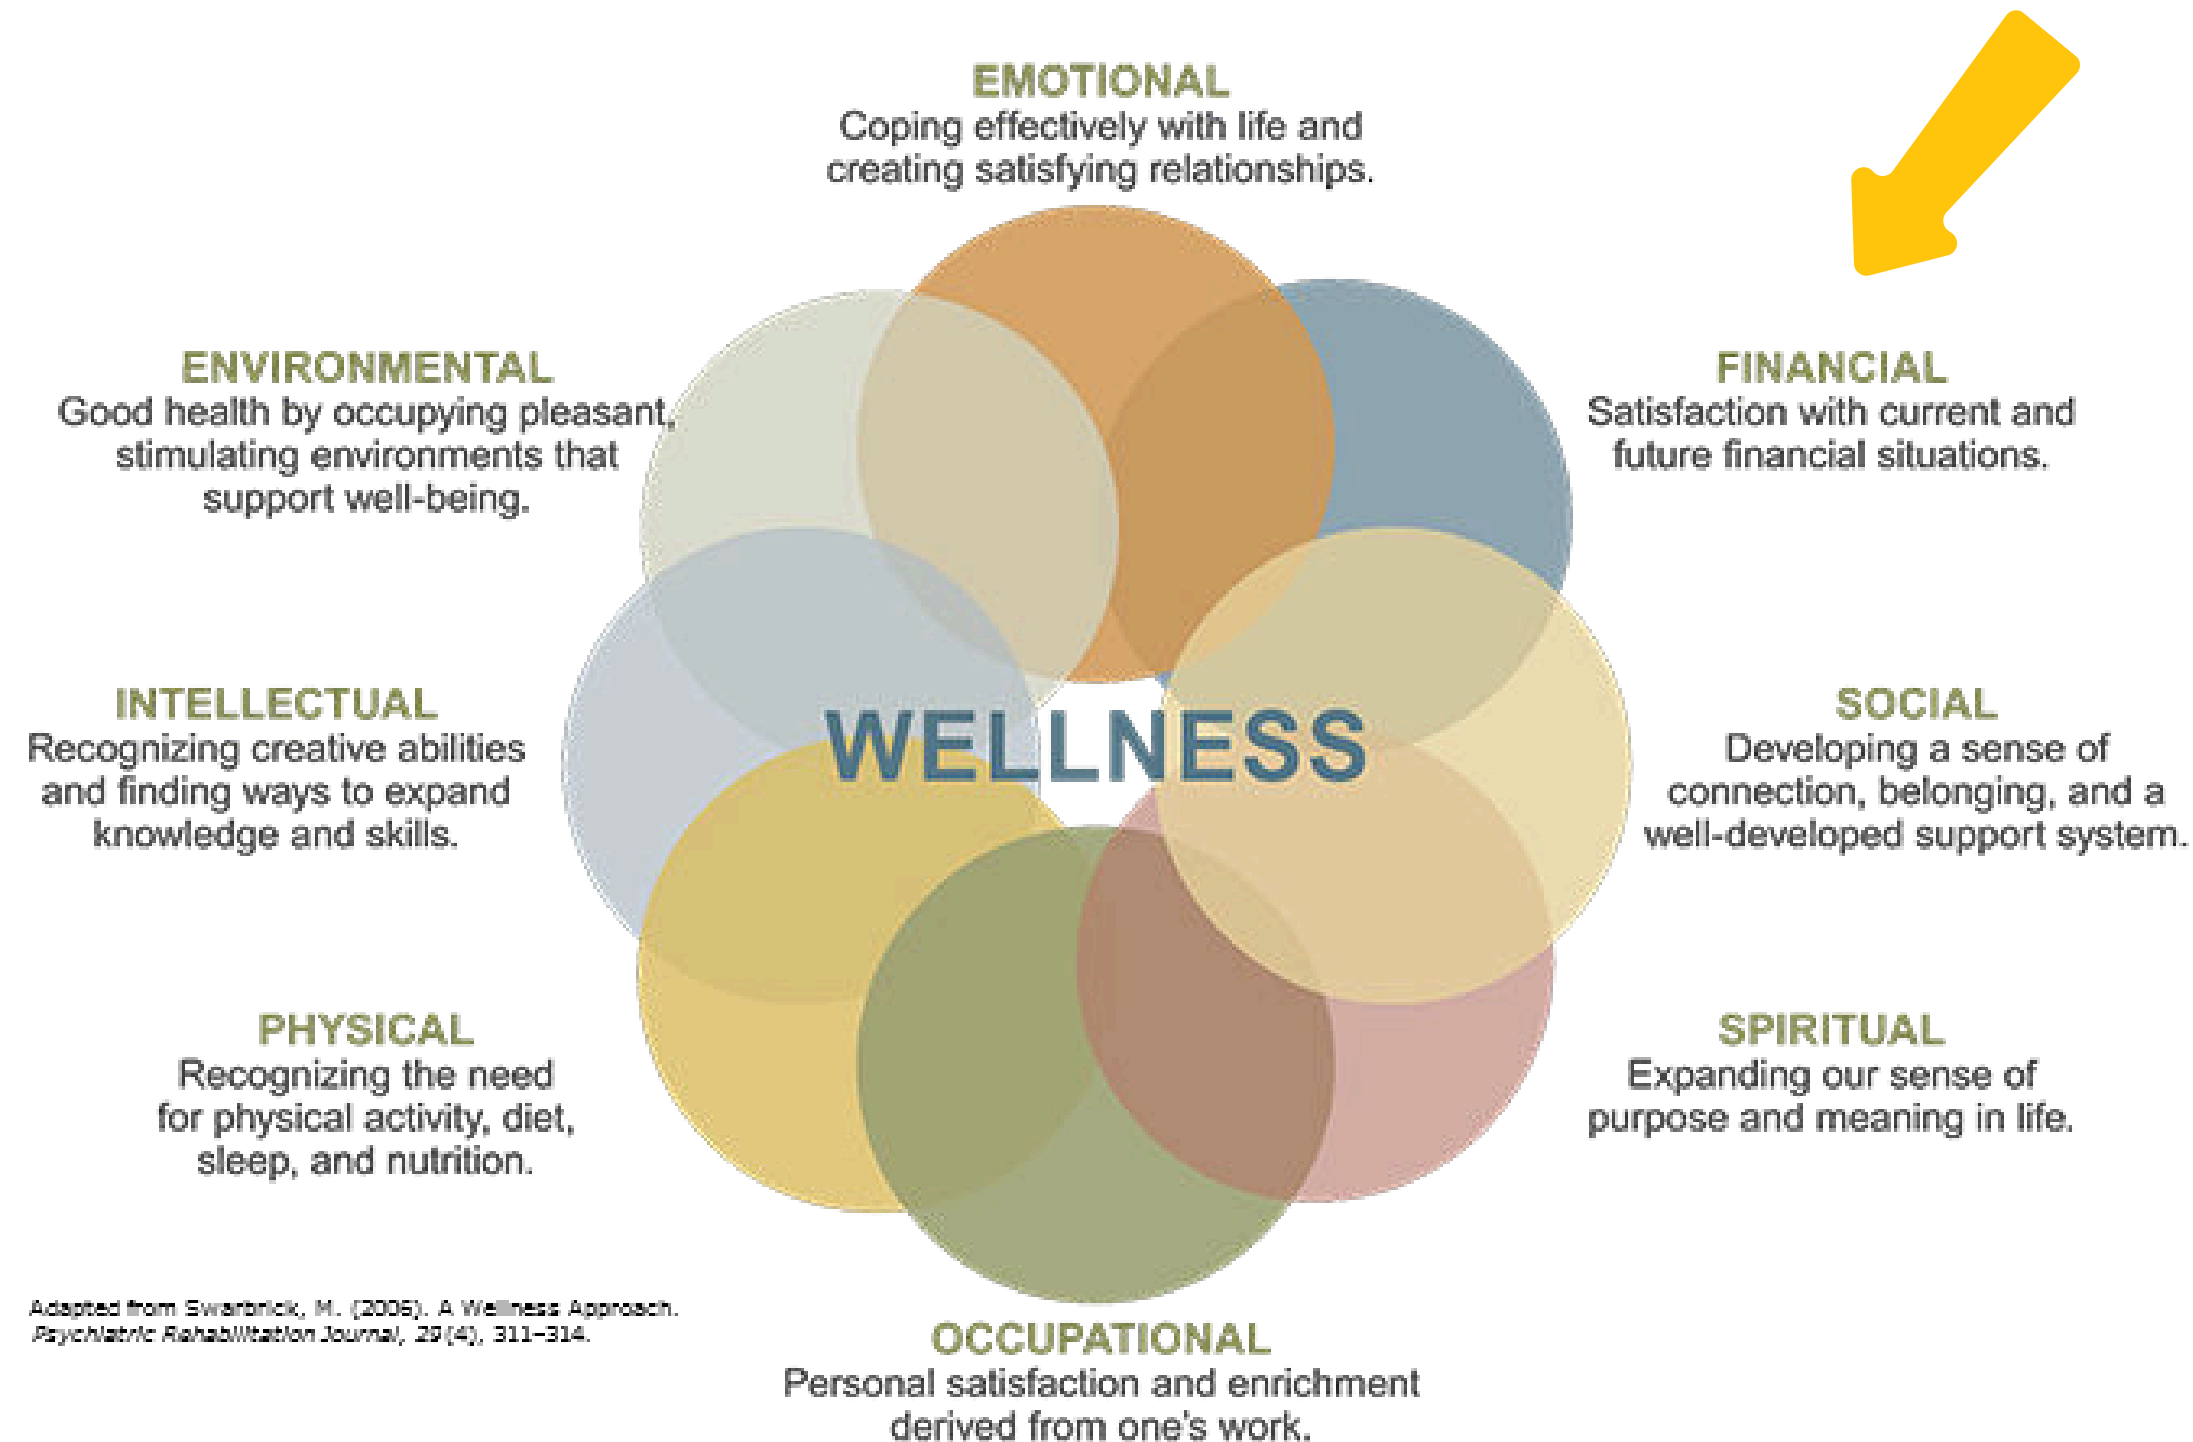 EMOTIONAL
Coping effectively with life and
creating satisfying relationships.
FINANCIAL
Satisfaction with current and
future financial situations.
SOCIAL
Developing a sense of
connection, belonging, and a
well-developed support system.
SPIRITUAL
Expanding our sense of
purpose and meaning in life.
OCCUPATIONAL
Personal satisfaction and enrichment
derived from one's work.
PHYSICAL
Recognizing the need
for physical activity, diet,
sleep, and nutrition.
INTELLECTUAL
Recognizing creative abilities
and finding ways to expand
knowledge and skills.
ENVIRONMENTAL
Good health by occupying pleasant,
stimulating environments that
support well-being.
WELLNESS
Adapted from Swarbrick, M. (2006). A Wellness Approach.
Psychiatric Rehabilitation Journal, 29(4), 311–314.